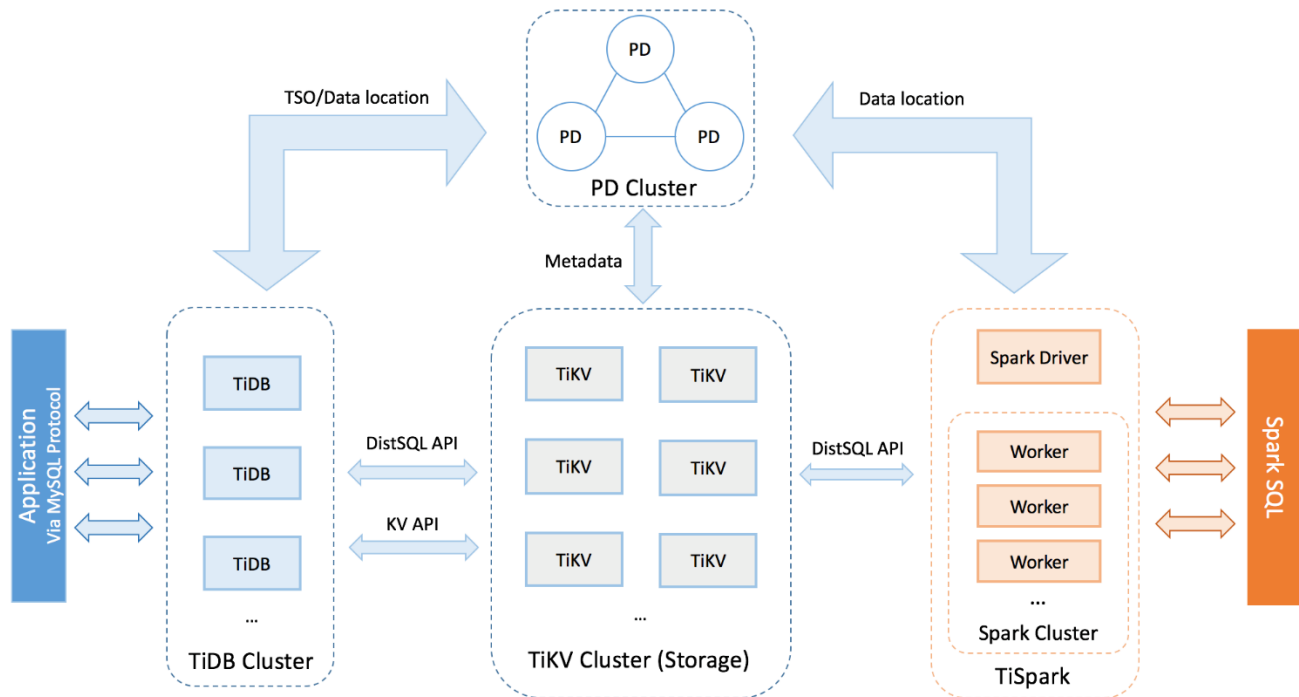 PD
TSO/Data location
Data location
PD
PD
PD Cluster
Metadata
Application
Via MySQL Protocol
TiDB
TiDB
TiDB
...
TiDB Cluster
DistSQL API
KV API
TiKV
TiKV
TiKV
TiKV
TiKV
TiKV
...
TiKV Cluster (Storage)
DistSQL API
Spark Driver
Worker
Worker
Worker
...
Spark Cluster
TiSpark
Spark SQL